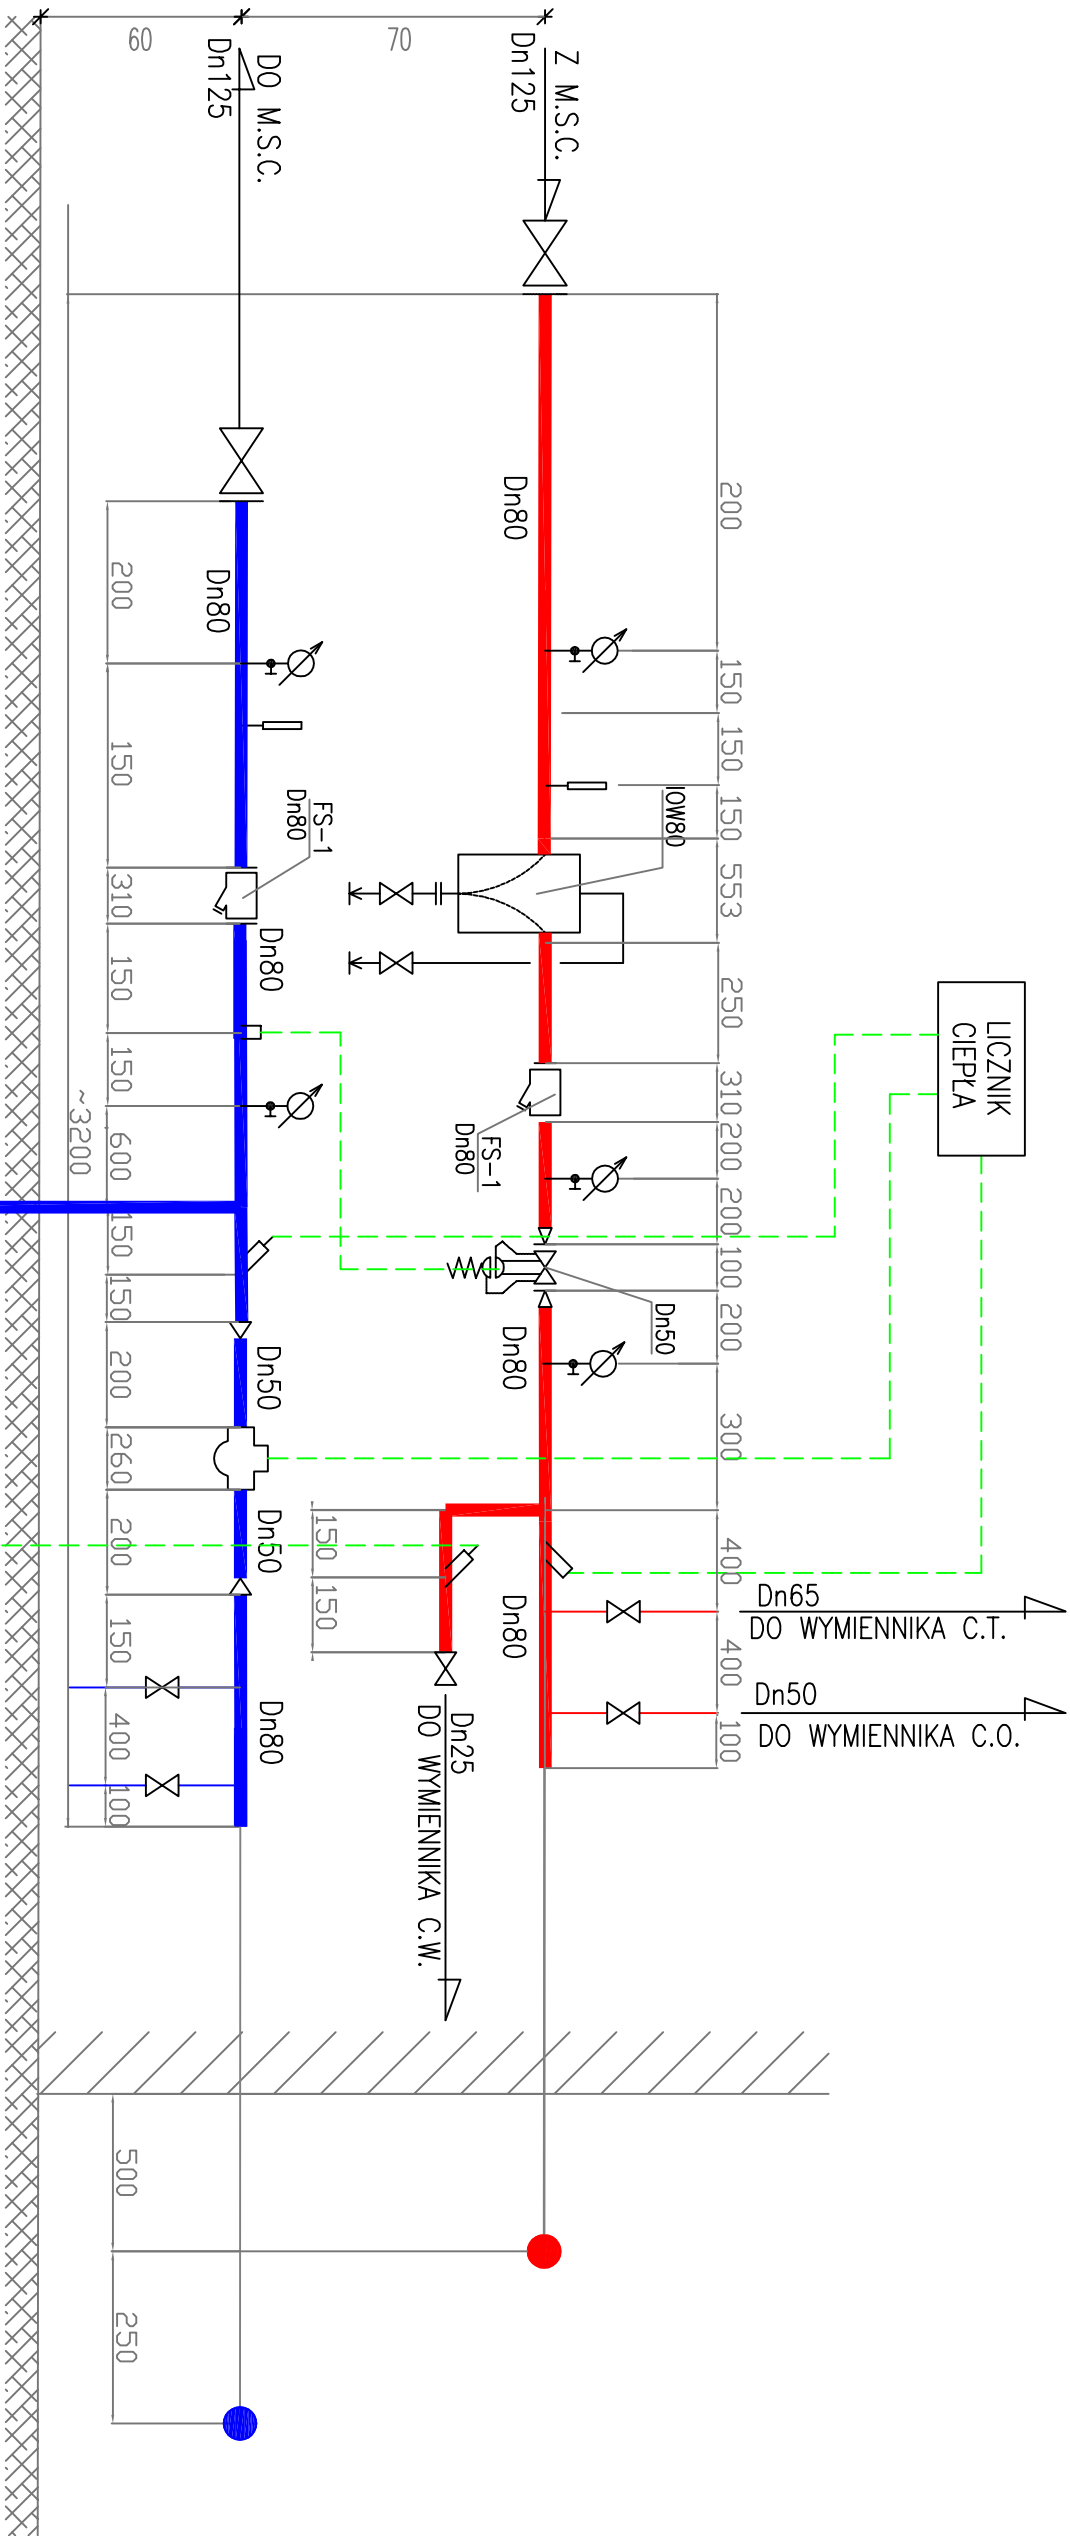 60
70
DO M.S.C.
Dn125
Z M.S.C.
Dn125
200
150
150
150
553
250
310
200
200
100
200
300
400
400
100
Dn80
IOW80
FS-1
Dn80
Dn50
Dn80
Dn80
LICZNIK
CIEPŁA
Dn65
DO WYMIENNIKA C.T.
Dn50
DO WYMIENNIKA C.O.
150
150
Dn25
DO WYMIENNIKA C.W.
Dn80
FS-1
Dn80
Dn80
Dn50
Dn50
Dn80
200
150
310
150
150
600
150
150
200
260
200
150
400
100
~3200
500
250